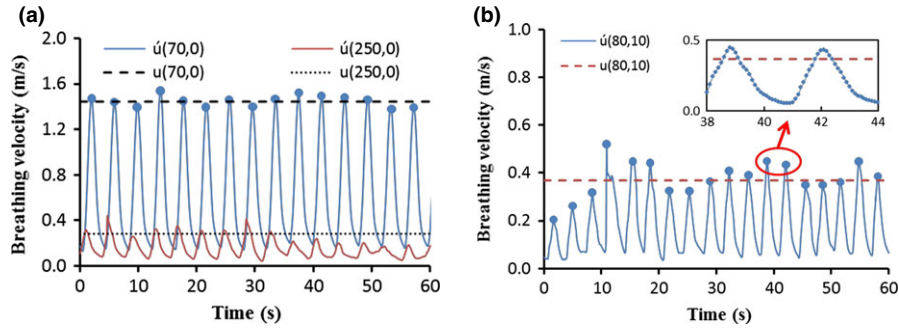 (a)
ú(70,0) ú(250,0)
u(70,0) u(250,0)
Breathing velocity (m/s)
2.0
1.6
1.2
0.8
0.4
0.0
0 10 20 30 40 50 60
Time (s)
(b)
ú(80,10)
u(80,10)
Breathing velocity (m/s)
1.0
0.8
0.6
0.4
0.2
0.0
0 10 20 30 40 50 60
Time (s)
0.5
0.0
38 40 42 44